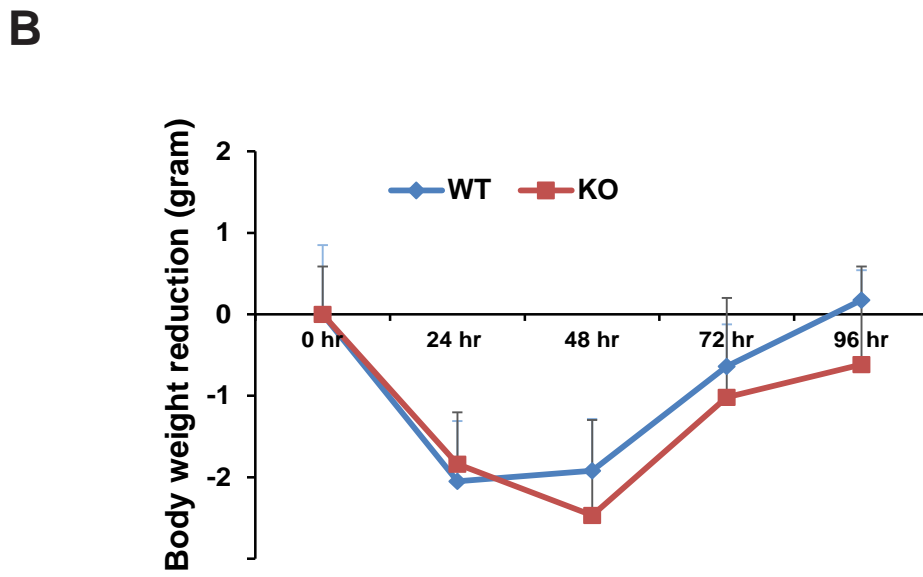 B
Body weight reduction (gram)
2
1
0
-1
-2
WT
KO
0 hr
24 hr
48 hr
72 hr
96 hr